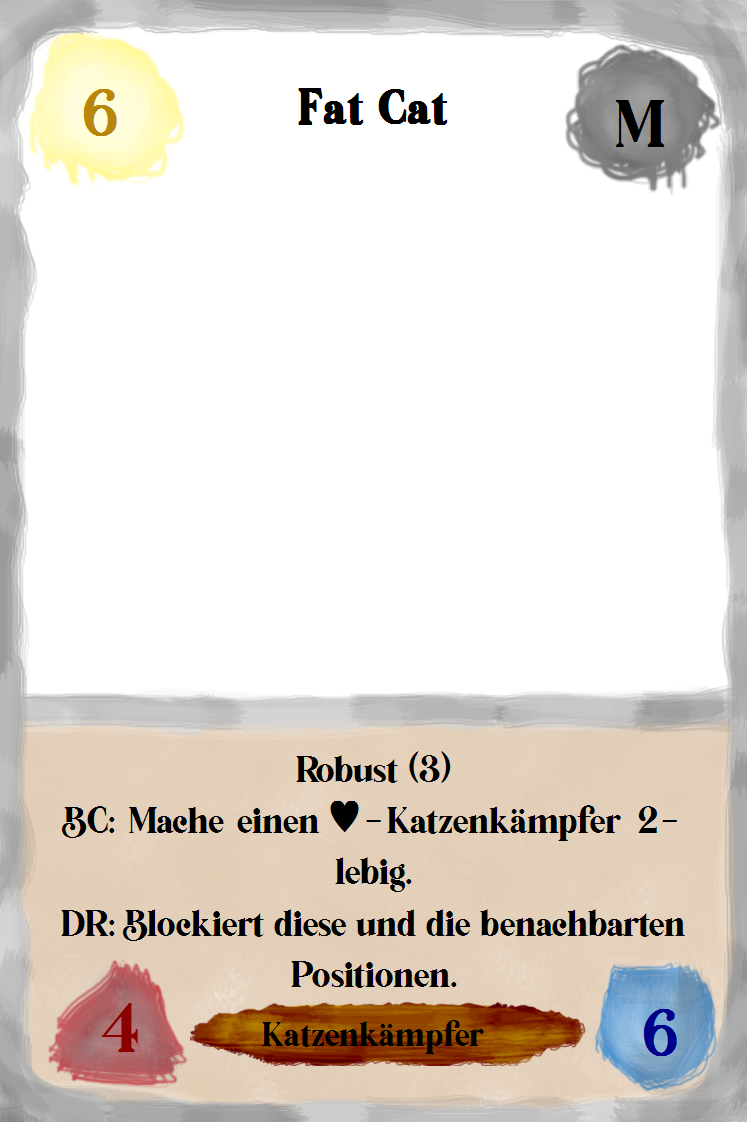 6
Fat Cat
M
Robust (3)
BC: Mache einen ♥-Katzenkämpfer 2-
lebig.
DR: Blockiert diese und die benachbarten
Positionen.
4
Katzenkämpfer
6